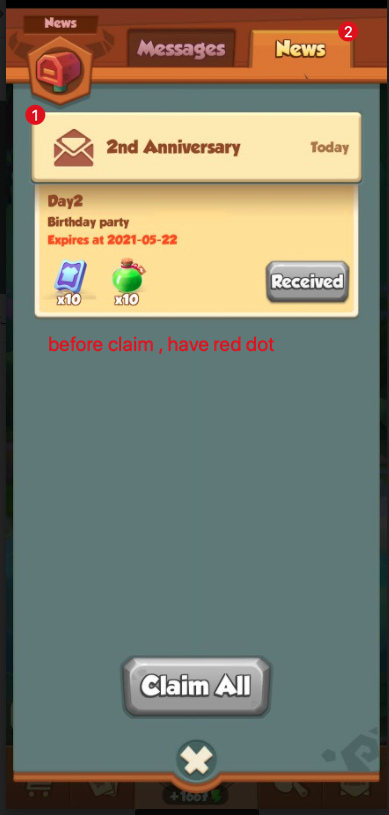 News
Messages
News
2
1
2nd Anniversary
Today
Day2
Birthday party
Expires at 2021-05-22
x10
x10
Received
before claim , have red dot
Claim All